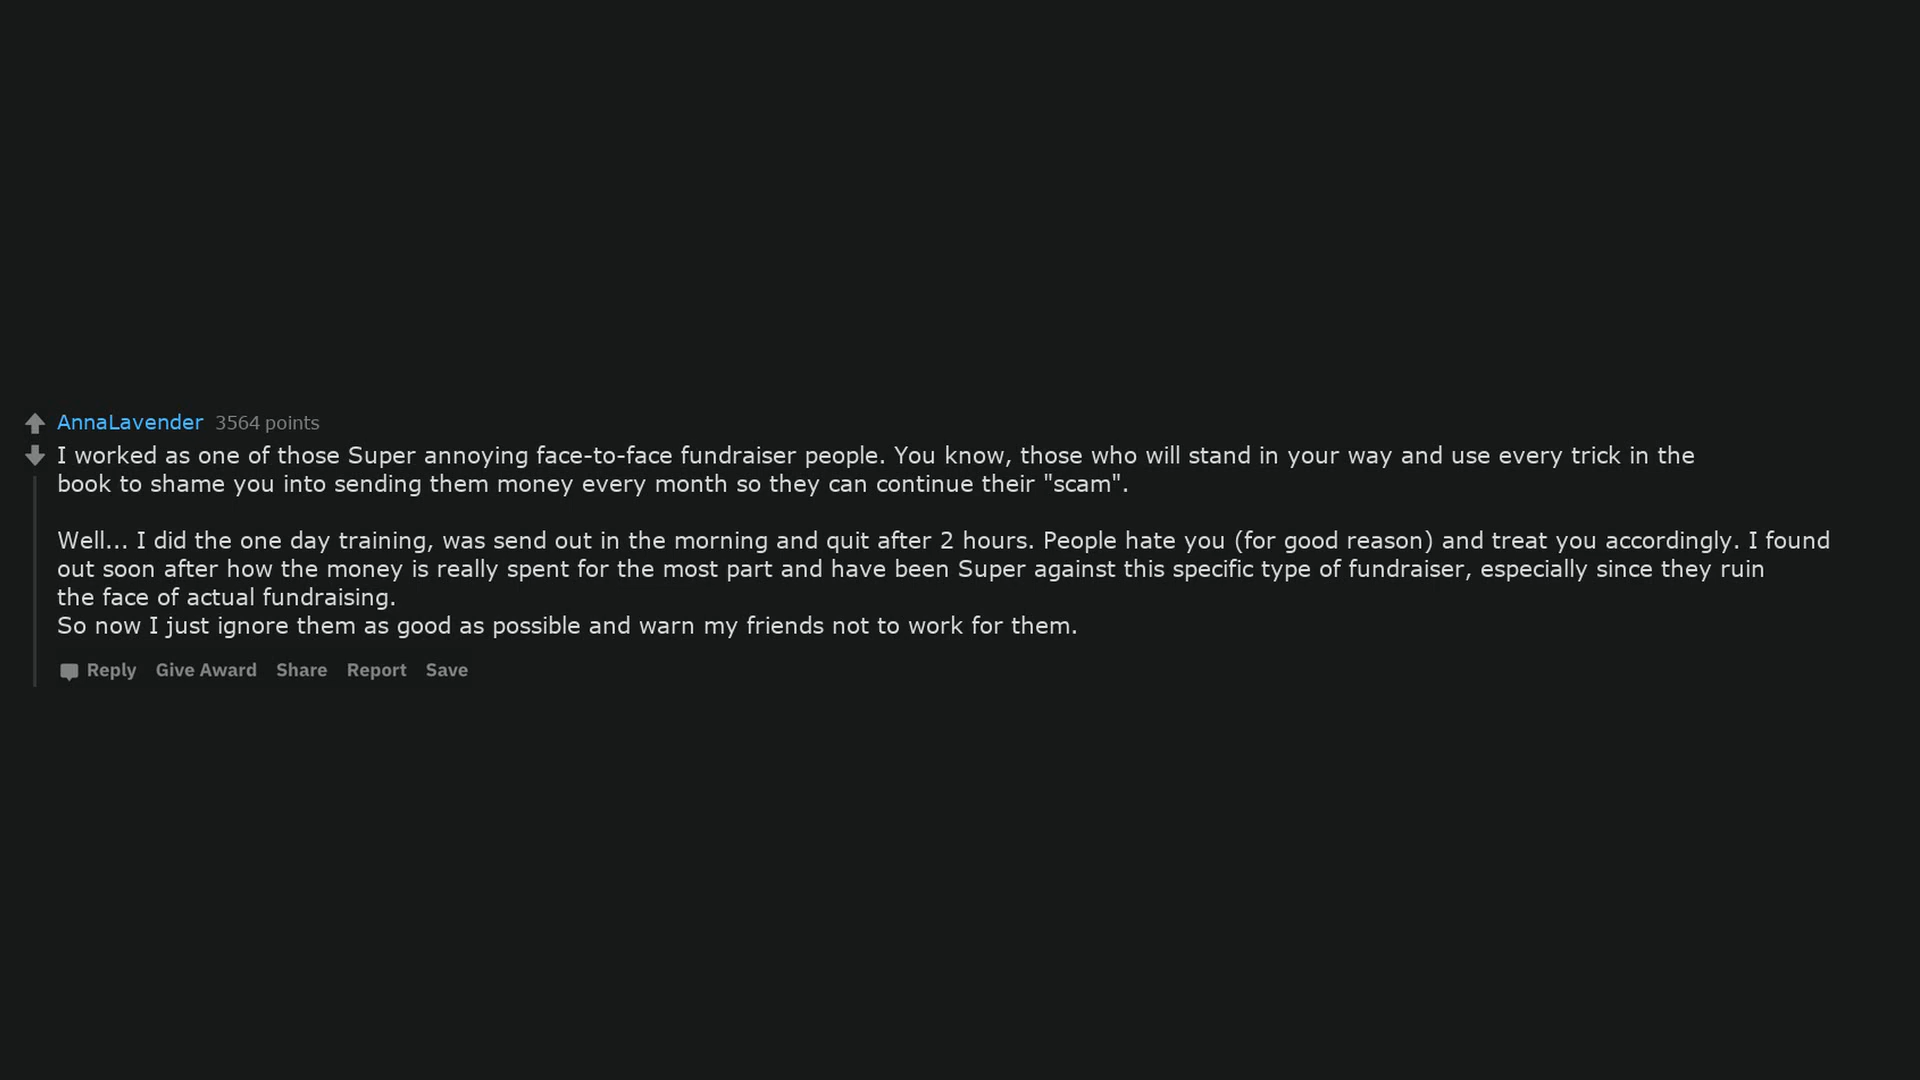 AnnaLavender 3564 points
I worked as one of those Super annoying face-to-face fundraiser people. You know, those who will stand in your way and use every trick in the
book to shame you into sending them money every month so they can continue their "scam".
Well... I did the one day training, was send out in the morning and quit after 2 hours. People hate you (for good reason) and treat you accordingly. I found
out soon after how the money is really spent for the most part and have been Super against this specific type of fundraiser, especially since they ruin
the face of actual fundraising.
So now I just ignore them as good as possible and warn my friends not to work for them.
Reply Give Award Share Report Save